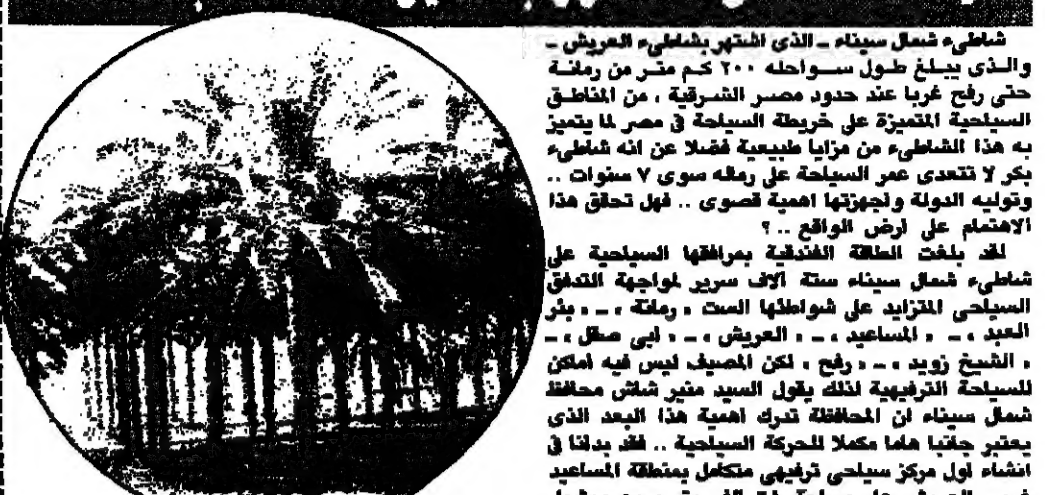 شاطىء شمال سيناء ـ الذى اشتهر بشاطىء العريش ـ
والذى يبلغ طول سواحله ٢٠٠ كم متر من رمانة
حتى رفح غربا عند حدود مصر الشرقية ، من المناطق
السياحية المتميزة على خريطة السياحة فى مصر لما يتميز
به هذا الشاطىء من مزايا طبيعية فضلا عن انه شاطىء
بكر لا تتعدى عمر السياحة على رماله سوى ٧ سنوات ..
وتوليه الدولة واجهزتها اهمية قصوى .. فهل تحقق هذا
الاهتمام على ارض الواقع .. ؟
لقد بلغت الطاقة الفندقية بمرافقها السياحية على
شاطىء شمال سيناء ستة آلاف سرير لمواجهة التدفق
السياحى المتزايد على شواطئها الست « رمانة » ـ « بئر
العبد » ـ « المساعيد » ـ « العريش » ـ « ابى صقل » ـ
« الشيخ زويد » ـ « رفح » لكن المصيف ليس فيه اماكن
للسياحة الترفيهية لذلك يقول السيد منير شاش محافظ
شمال سيناء ان المحافظة تدرك اهمية هذا البعد الذى
يعتبر جانبا هاما مكملا للحركة السياحية .. فقد بدانا فى
انشاء اول مركز سياحى ترفيهى متكامل بمنطقة المساعيد